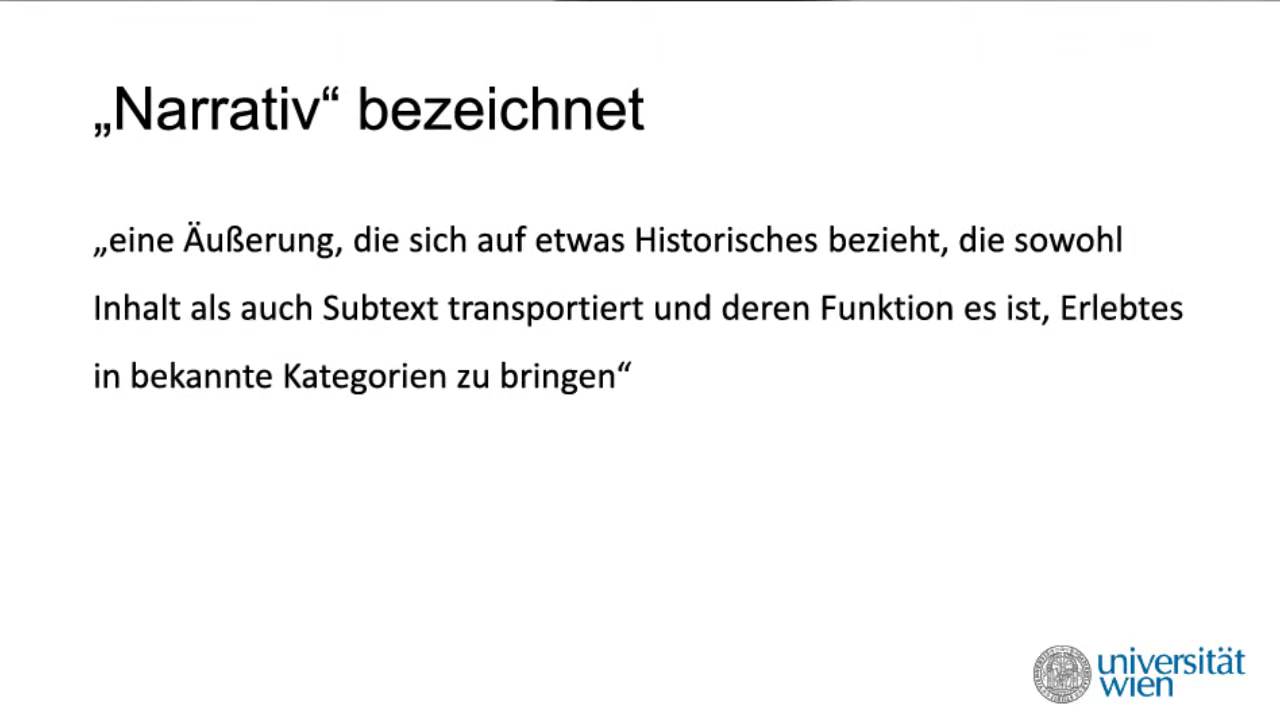 „Narrativ“ bezeichnet
„eine Äußerung, die sich auf etwas Historisches bezieht, die sowohl
Inhalt als auch Subtext transportiert und deren Funktion es ist, Erlebtes
in bekannte Kategorien zu bringen“
universität
wien